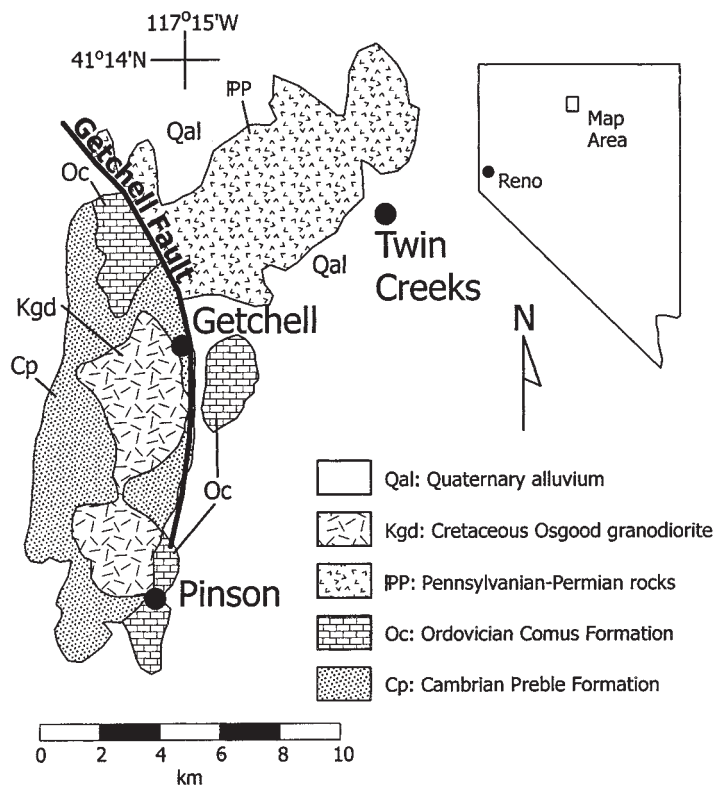 117°15'W
41°14'N
ⱣP
Qal
Map
Area
Reno
Oc
Getchell Fault
Qal
Twin
Creeks
Kgd
Getchell
N
Cp
Oc
Pinson
Qal: Quaternary alluvium
Kgd: Cretaceous Osgood granodiorite
ⱣP: Pennsylvanian-Permian rocks
Oc: Ordovician Comus Formation
Cp: Cambrian Preble Formation
0 2 4 6 8 10
km